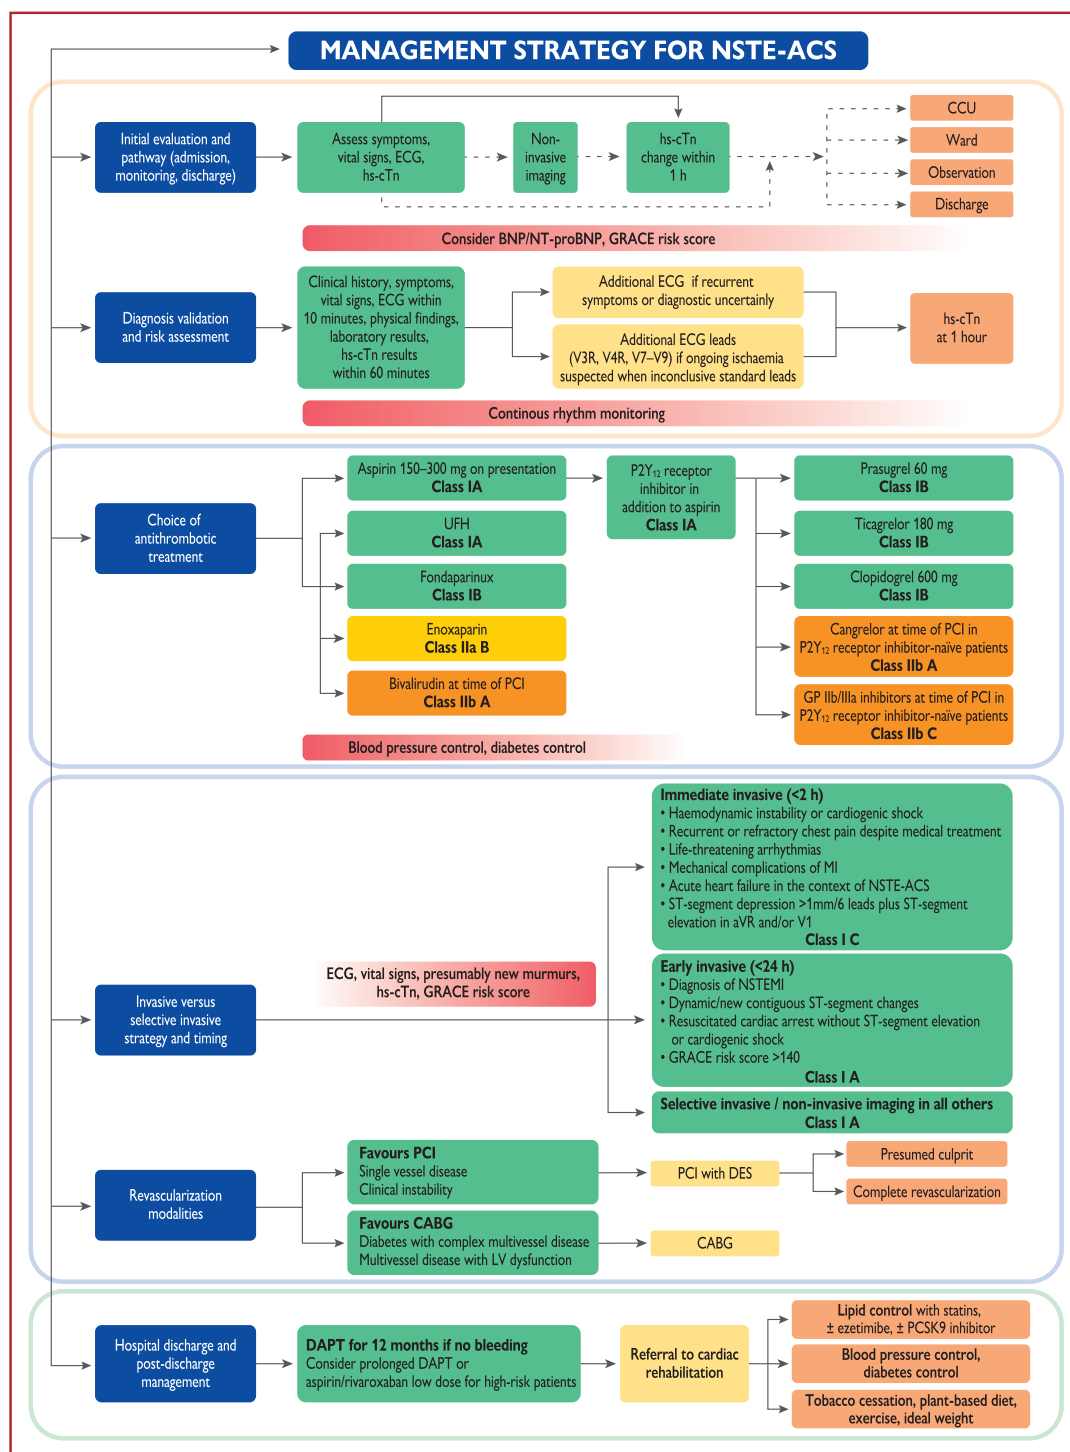 MANAGEMENT STRATEGY FOR NSTE-ACS
Initial evaluation and
pathway (admission,
monitoring, discharge)
Assess symptoms,
vital signs, ECG,
hs-cTn
Non-
invasive
imaging
hs-cTn
change within
1 h
CCU
Ward
Observation
Discharge
Consider BNP/NT-proBNP, GRACE risk score
Diagnosis validation
and risk assessment
Clinical history, symptoms,
vital signs, ECG within
10 minutes, physical findings,
laboratory results,
hs-cTn results
within 60 minutes
Additional ECG if recurrent
symptoms or diagnostic uncertainly
Additional ECG leads
(V3R, V4R, V7–V9) if ongoing ischaemia
suspected when inconclusive standard leads
hs-cTn
at 1 hour
Continous rhythm monitoring
Choice of
antithrombotic
treatment
Aspirin 150–300 mg on presentation
Class IA
UFH
Class IA
Fondaparinux
Class IB
Enoxaparin
Class IIa B
Bivalirudin at time of PCI
Class IIb A
P2Y₁₂ receptor
inhibitor in
addition to aspirin
Class IA
Prasugrel 60 mg
Class IB
Ticagrelor 180 mg
Class IB
Clopidogrel 600 mg
Class IB
Cangrelor at time of PCI in
P2Y₁₂ receptor inhibitor-naïve patients
Class IIb A
GP IIb/IIIa inhibitors at time of PCI in
P2Y₁₂ receptor inhibitor-naïve patients
Class IIb C
Blood pressure control, diabetes control
Invasive versus
selective invasive
strategy and timing
ECG, vital signs, presumably new murmurs,
hs-cTn, GRACE risk score
Immediate invasive (<2 h)
• Haemodynamic instability or cardiogenic shock
• Recurrent or refractory chest pain despite medical treatment
• Life-threatening arrhythmias
• Mechanical complications of MI
• Acute heart failure in the context of NSTE-ACS
• ST-segment depression >1mm/6 leads plus ST-segment
elevation in aVR and/or V1
Class I C
Early invasive (<24 h)
• Diagnosis of NSTEMI
• Dynamic/new contiguous ST-segment changes
• Resuscitated cardiac arrest without ST-segment elevation
or cardiogenic shock
• GRACE risk score >140
Class I A
Selective invasive / non-invasive imaging in all others
Class I A
Revascularization
modalities
Favours PCI
Single vessel disease
Clinical instability
Favours CABG
Diabetes with complex multivessel disease
Multivessel disease with LV dysfunction
PCI with DES
CABG
Presumed culprit
Complete revascularization
Hospital discharge and
post-discharge
management
DAPT for 12 months if no bleeding
Consider prolonged DAPT or
aspirin/rivaroxaban low dose for high-risk patients
Referral to cardiac
rehabilitation
Lipid control with statins,
± ezetimibe, ± PCSK9 inhibitor
Blood pressure control,
diabetes control
Tobacco cessation, plant-based diet,
exercise, ideal weight